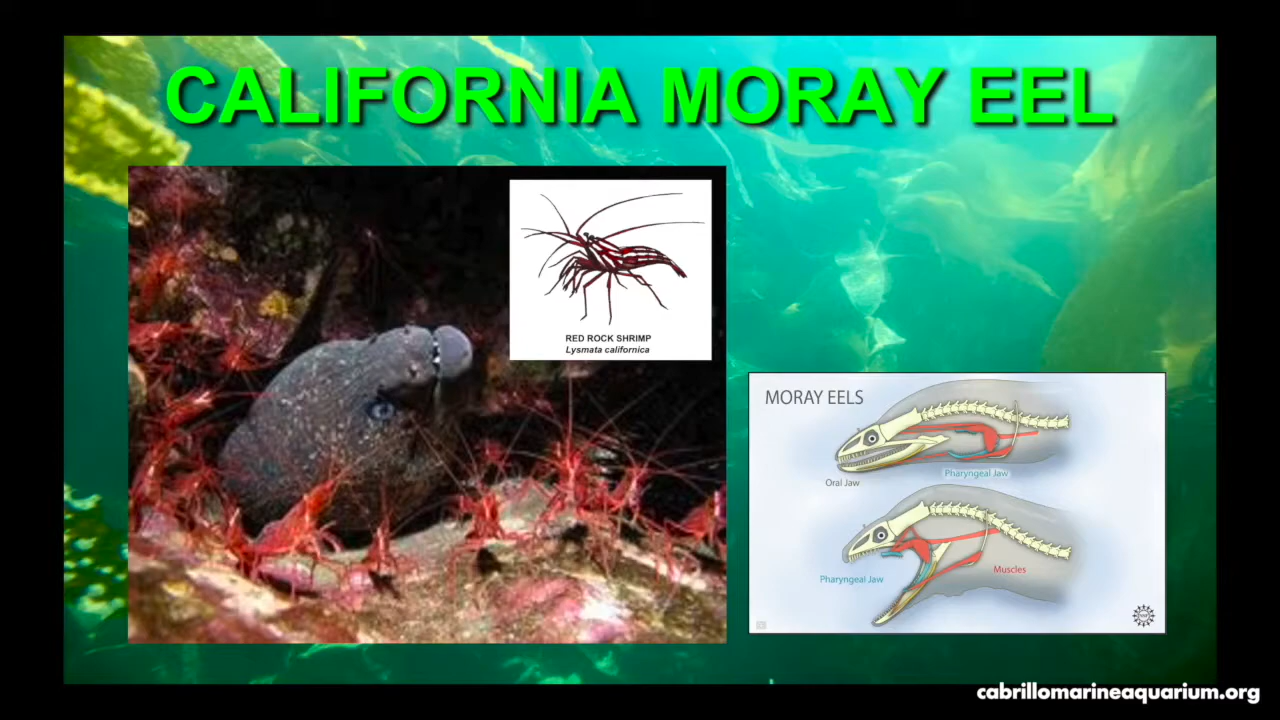 CALIFORNIA MORAY EEL
RED ROCK SHRIMP
Lysmata californica
MORAY EELS
Oral Jaw
Pharyngeal Jaw
Pharyngeal Jaw
Muscles
cabrillomarineaquarium.org